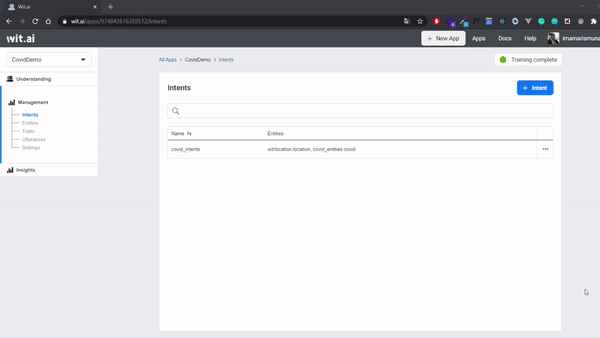 Wit.ai
wit.ai/apps/974842616359512/intents
wit.ai
+ New App
Apps
Docs
Help
CovidDemo
All Apps > CovidDemo > Intents
Training complete
Understanding
Management
Intents
Entities
Traits
Utterances
Settings
Insights
Intents
+ Intent
Name
Entities
covid_intents
wit/location:location, covid_entities:covid